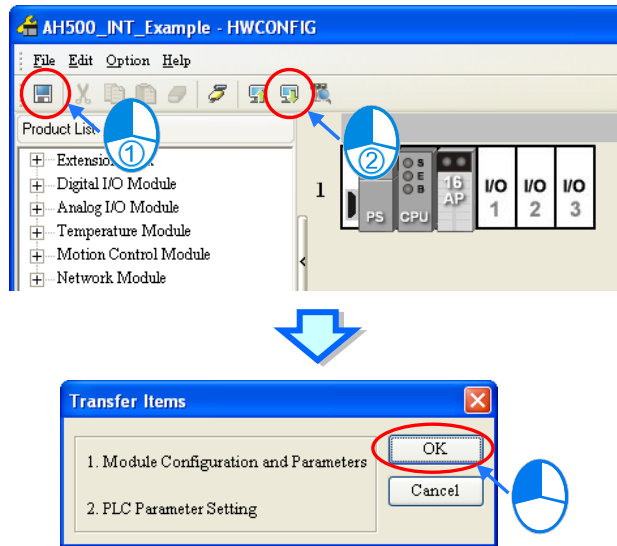 AH500_INT_Example - HWCONFIG
File Edit Option Help
Product List
1
2
Extension
Digital I/O Module
Analog I/O Module
Temperature Module
Motion Control Module
Network Module
1
PS
S
E
B
CPU
16
AP
I/O
1
I/O
2
I/O
3
Transfer Items
1. Module Configuration and Parameters
2. PLC Parameter Setting
OK
Cancel